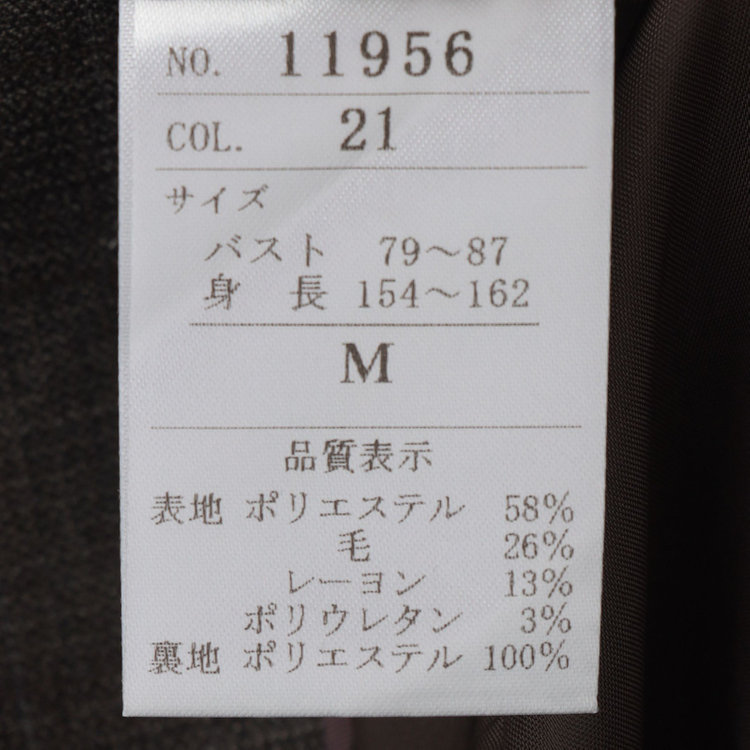 NO. 11956
COL. 21
サイズ
バスト 79～87
身 長 154～162
M
品質表示
表地 ポリエステル 58%
毛 26%
レーヨン 13%
ポリウレタン 3%
裏地 ポリエステル 100%